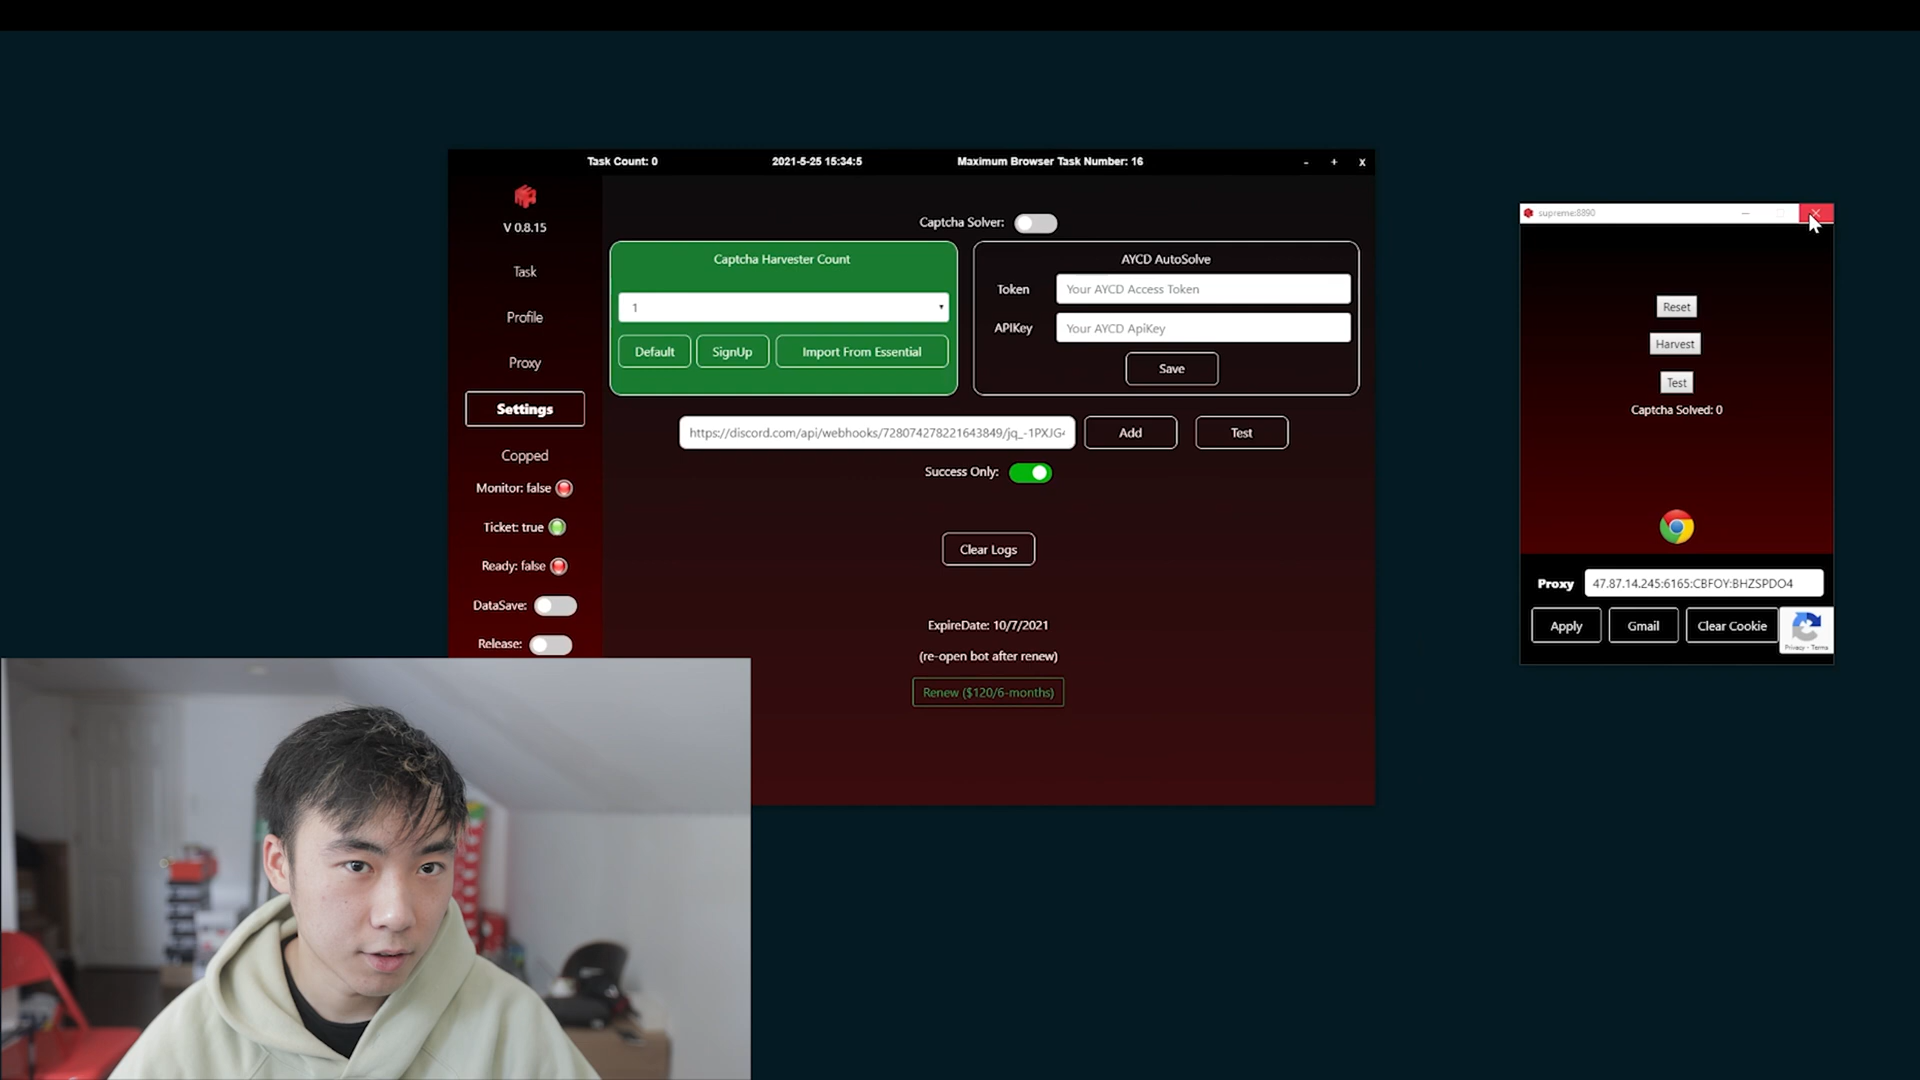 Task Count: 0
2021-5-25 15:34:5
Maximum Browser Task Number: 16
-
+
x
V 0.8.15
Task
Profile
Proxy
Settings
Copped
Monitor: false
Ticket: true
Ready: false
DataSave:
Release:
Captcha Solver:
Captcha Harvester Count
1
Default
SignUp
Import From Essential
AYCD AutoSolve
Token
Your AYCD Access Token
APIKey
Your AYCD ApiKey
Save
https://discord.com/api/webhooks/728074278221643849/jq_-1PXJG
Add
Test
Success Only:
Clear Logs
ExpireDate: 10/7/2021
(re-open bot after renew)
Renew ($120/6-months)
supreme:8890
Reset
Harvest
Test
Captcha Solved: 0
Proxy
47.87.14.245:6165:CBFOY:BHZSPDO4
Apply
Gmail
Clear Cookie
Privacy - Terms